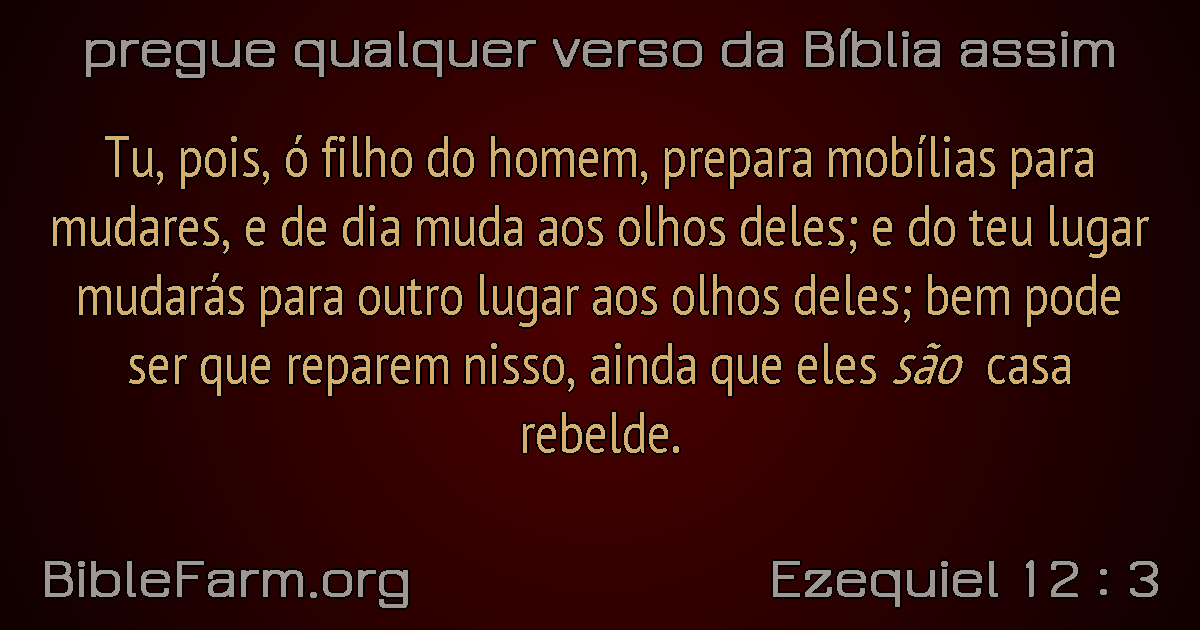 pregue qualquer verso da Bíblia assim
Tu, pois, ó filho do homem, prepara mobílias para
mudares, e de dia muda aos olhos deles; e do teu lugar
mudarás para outro lugar aos olhos deles; bem pode
ser que reparem nisso, ainda que eles são casa
rebelde.
BibleFarm.org
Ezequiel 12 : 3